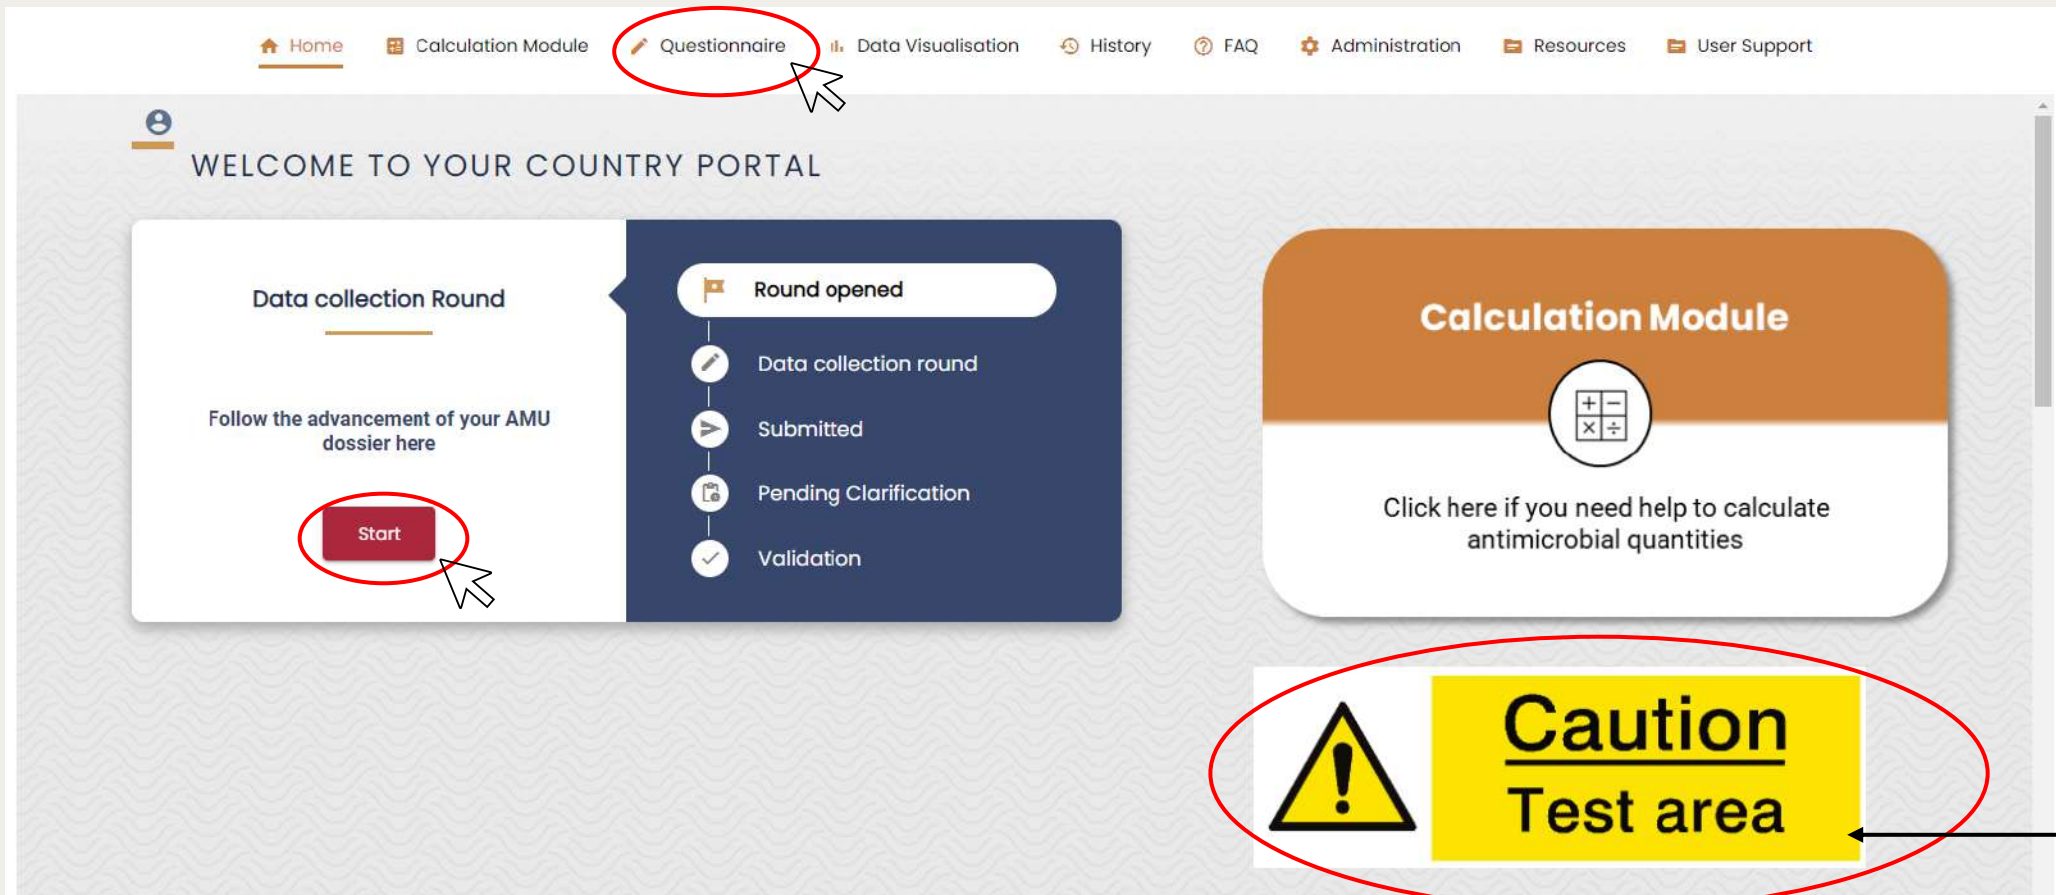 Home Calculation Module Questionnaire Data Visualisation History FAQ Administration Resources User Support
WELCOME TO YOUR COUNTRY PORTAL
Data collection Round
Follow the advancement of your AMU
dossier here
Start
Round opened
Data collection round
Submitted
Pending Clarification
Validation
Calculation Module
Click here if you need help to calculate
antimicrobial quantities
Caution
Test area